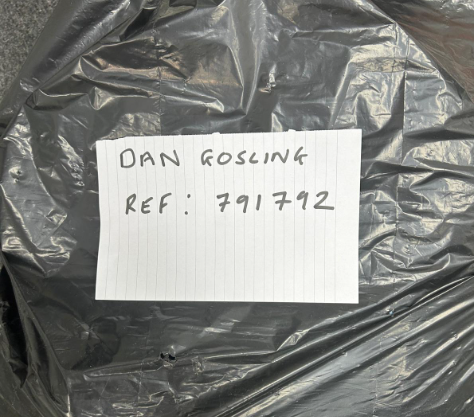 DAN GOSLING
REF: 791792